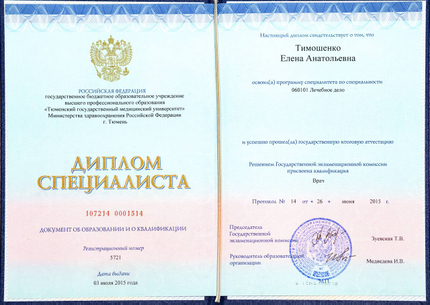 РОССИЙСКАЯ ФЕДЕРАЦИЯ
государственное бюджетное образовательное учреждение
высшего профессионального образования
«Тюменский государственный медицинский университет»
Министерства здравоохранения Российской Федерации
г. Тюмень
ДИПЛОМ
СПЕЦИАЛИСТА
107214 0001314
ДОКУМЕНТ ОБ ОБРАЗОВАНИИ И О КВАЛИФИКАЦИИ
Регистрационный номер
5721
Дата выдачи
03 июля 2015 года
Настоящий диплом свидетельствует о том, что
Тимошенко
Елена Анатольевна
освоил(а) программу специалитета по специальности
060101 Лечебное дело
и успешно прошел(ла) государственную итоговую аттестацию
Решением Государственной экзаменационной комиссии
присвоена квалификация
Врач
Протокол № 14 от « 26 » июня 2015 г.
Председатель
Государственной
экзаменационной комиссии
Зуевская Т.В.
Руководитель образовательной
организации
Медведева И.В.